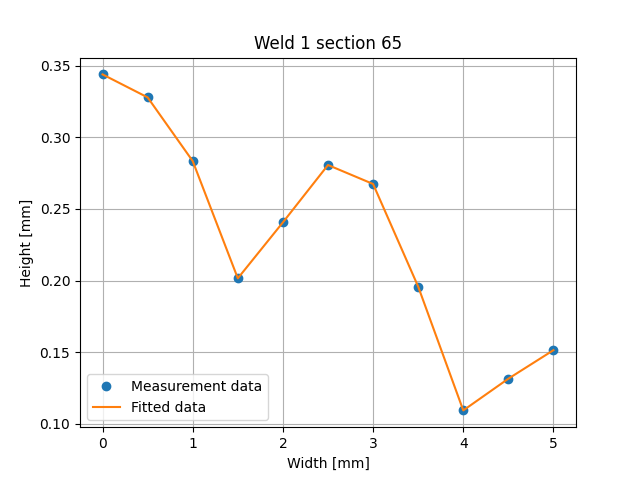 Weld 1 section 65
0.35
0.30
0.25
0.20
0.15
0.10
Height [mm]
Measurement data
Fitted data
0 1 2 3 4 5
Width [mm]